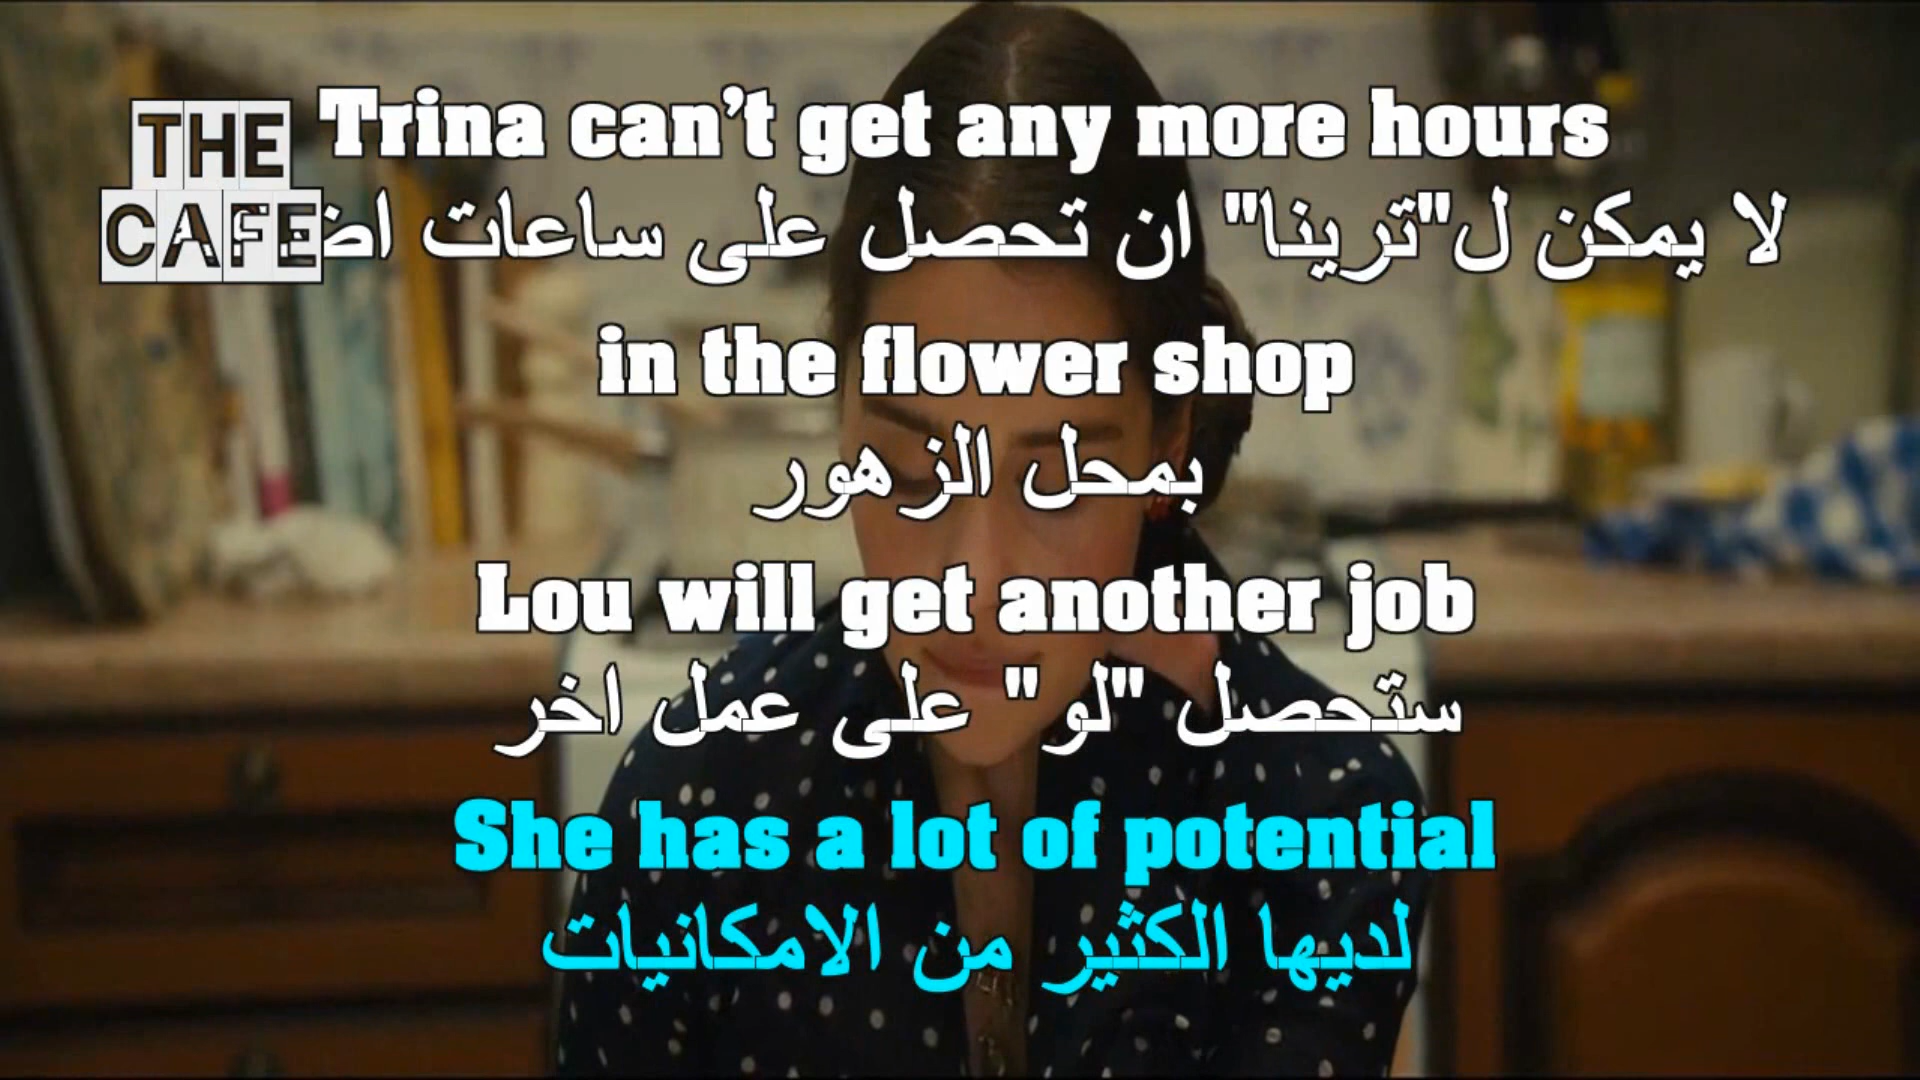 THE
CAFE
Trina can't get any more hours
لا يمكن ل"ترينا" ان تحصل على ساعات
in the flower shop
بمحل الزهور
Lou will get another job
ستحصل "لو" على عمل اخر
She has a lot of potential
لديها الكثير من الامكانيات